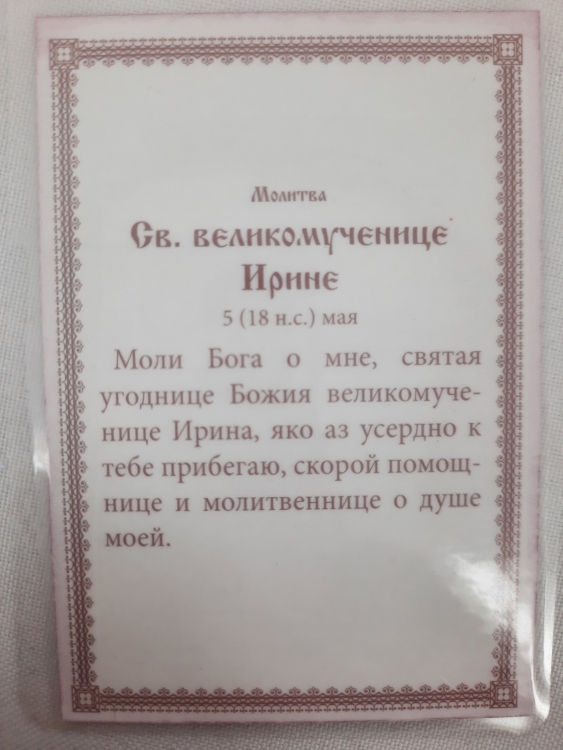 Молитва
Св. великомученице
Ирине
5 (18 н.с.) мая
Моли Бога о мне, святая
угоднице Божия великомуче-
нице Ирина, яко аз усердно к
тебе прибегаю, скорой помощ-
нице и молитвеннице о душе
моей.